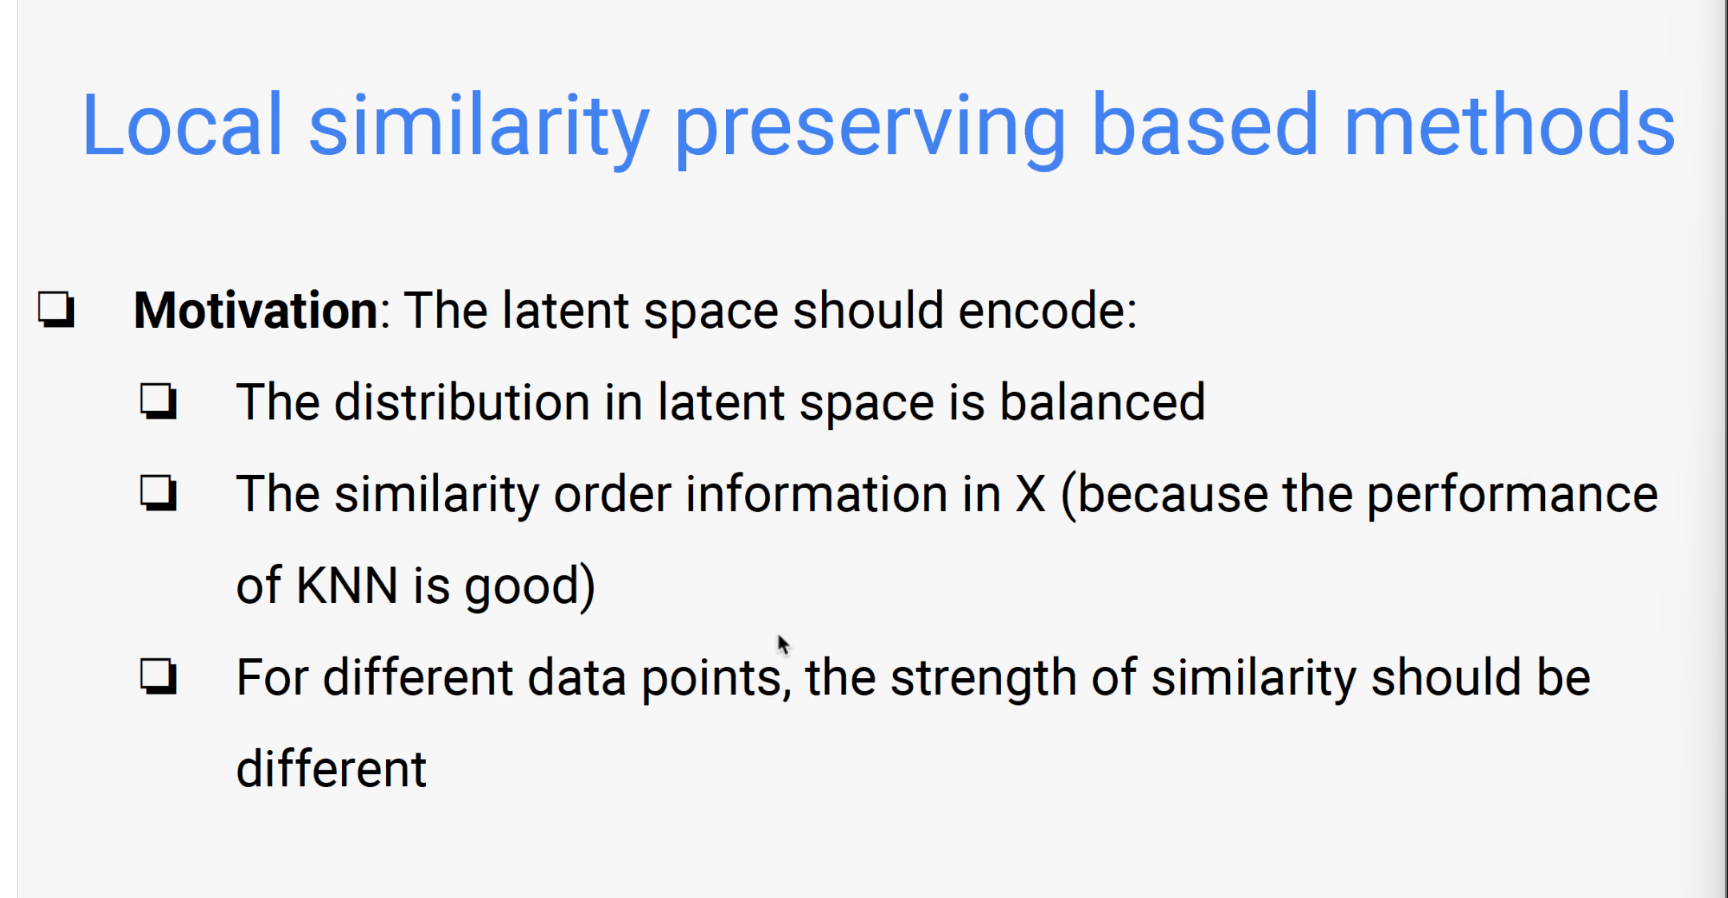 Local similarity preserving based methods
Motivation: The latent space should encode:
The distribution in latent space is balanced
The similarity order information in X (because the performance
of KNN is good)
For different data points, the strength of similarity should be
different